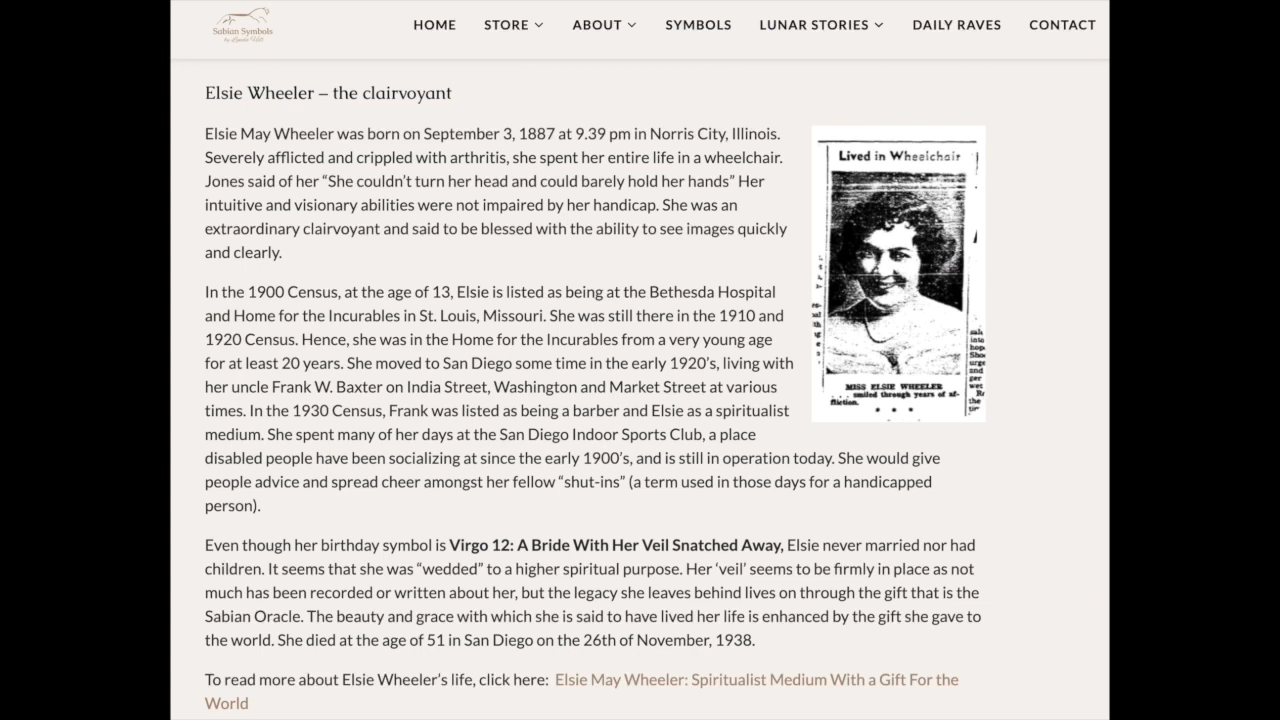 Sabian Symbols
by Lynda Hill
HOME
STORE
ABOUT
SYMBOLS
LUNAR STORIES
DAILY RAVES
CONTACT
Elsie Wheeler – the clairvoyant
Elsie May Wheeler was born on September 3, 1887 at 9.39 pm in Norris City, Illinois.
Severely afflicted and crippled with arthritis, she spent her entire life in a wheelchair.
Jones said of her “She couldn’t turn her head and could barely hold her hands” Her
intuitive and visionary abilities were not impaired by her handicap. She was an
extraordinary clairvoyant and said to be blessed with the ability to see images quickly
and clearly.
In the 1900 Census, at the age of 13, Elsie is listed as being at the Bethesda Hospital
and Home for the Incurables in St. Louis, Missouri. She was still there in the 1910 and
1920 Census. Hence, she was in the Home for the Incurables from a very young age
for at least 20 years. She moved to San Diego some time in the early 1920’s, living with
her uncle Frank W. Baxter on India Street, Washington and Market Street at various
times. In the 1930 Census, Frank was listed as being a barber and Elsie as a spiritualist
medium. She spent many of her days at the San Diego Indoor Sports Club, a place
disabled people have been socializing at since the early 1900’s, and is still in operation today. She would give
people advice and spread cheer amongst her fellow “shut-ins” (a term used in those days for a handicapped
person).
Lived in Wheelchair
MISS ELSIE WHEELER
. . . smiled through years of af-
fliction.
Even though her birthday symbol is Virgo 12: A Bride With Her Veil Snatched Away, Elsie never married nor had
children. It seems that she was “wedded” to a higher spiritual purpose. Her ‘veil’ seems to be firmly in place as not
much has been recorded or written about her, but the legacy she leaves behind lives on through the gift that is the
Sabian Oracle. The beauty and grace with which she is said to have lived her life is enhanced by the gift she gave to
the world. She died at the age of 51 in San Diego on the 26th of November, 1938.
To read more about Elsie Wheeler’s life, click here: Elsie May Wheeler: Spiritualist Medium With a Gift For the
World